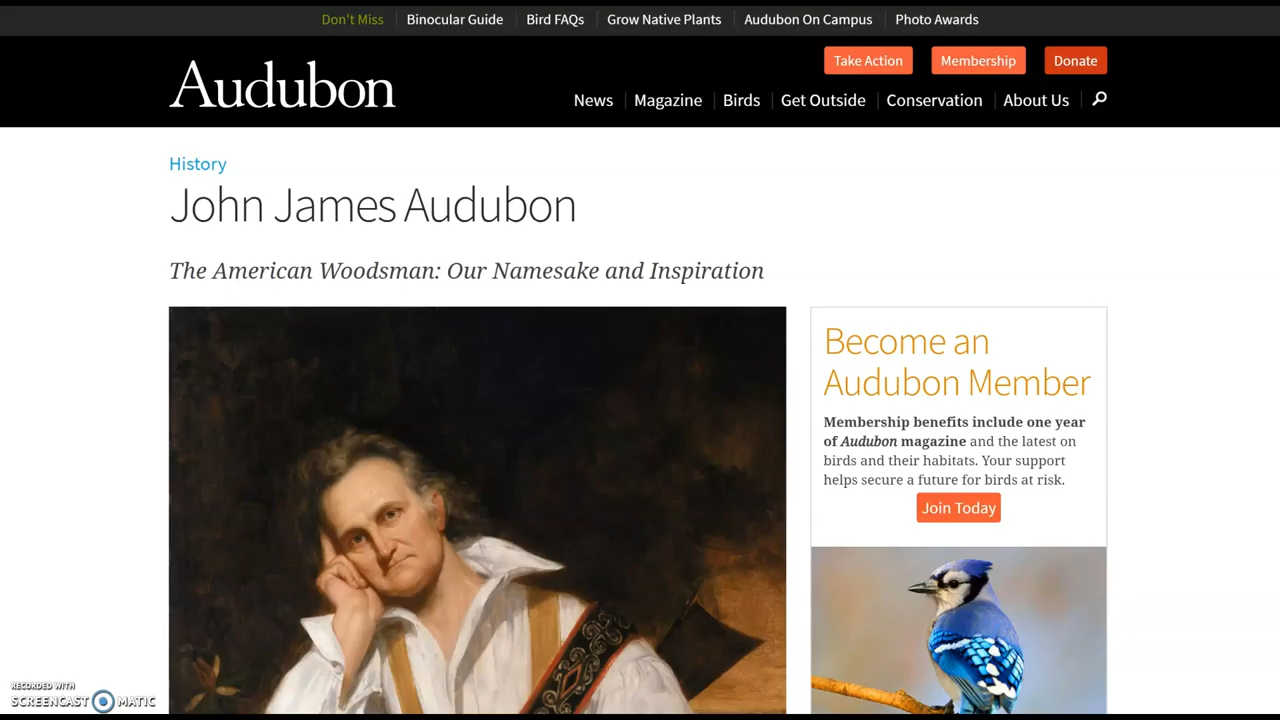 Don't Miss Binocular Guide Bird FAQs Grow Native Plants Audubon On Campus Photo Awards
Take Action Membership Donate
Audubon
News Magazine Birds Get Outside Conservation About Us
History
John James Audubon
The American Woodsman: Our Namesake and Inspiration
Become an
Audubon Member
Membership benefits include one year
of Audubon magazine and the latest on
birds and their habitats. Your support
helps secure a future for birds at risk.
Join Today
RECORDED WITH
SCREENCAST MATIC